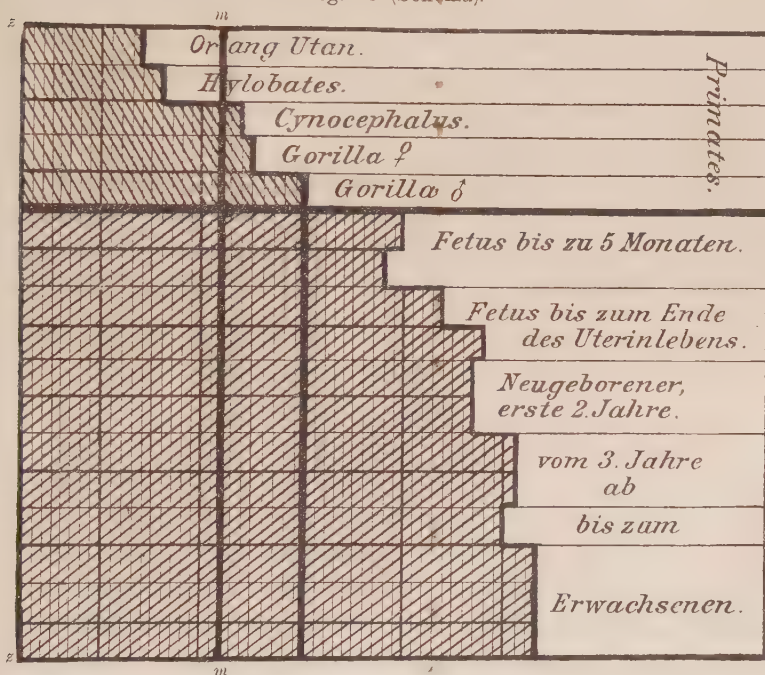 z m
Orang Utan.
Hylobates.
Cynocephalus.
Gorilla ♀
Gorilla ♂
Primates.
Fetus bis zu 5 Monaten.
Fetus bis zum Ende
des Uterinlebens.
Neugeborener,
erste 2. Jahre.
vom 3. Jahre
ab
bis zum
Erwachsenen.
z m